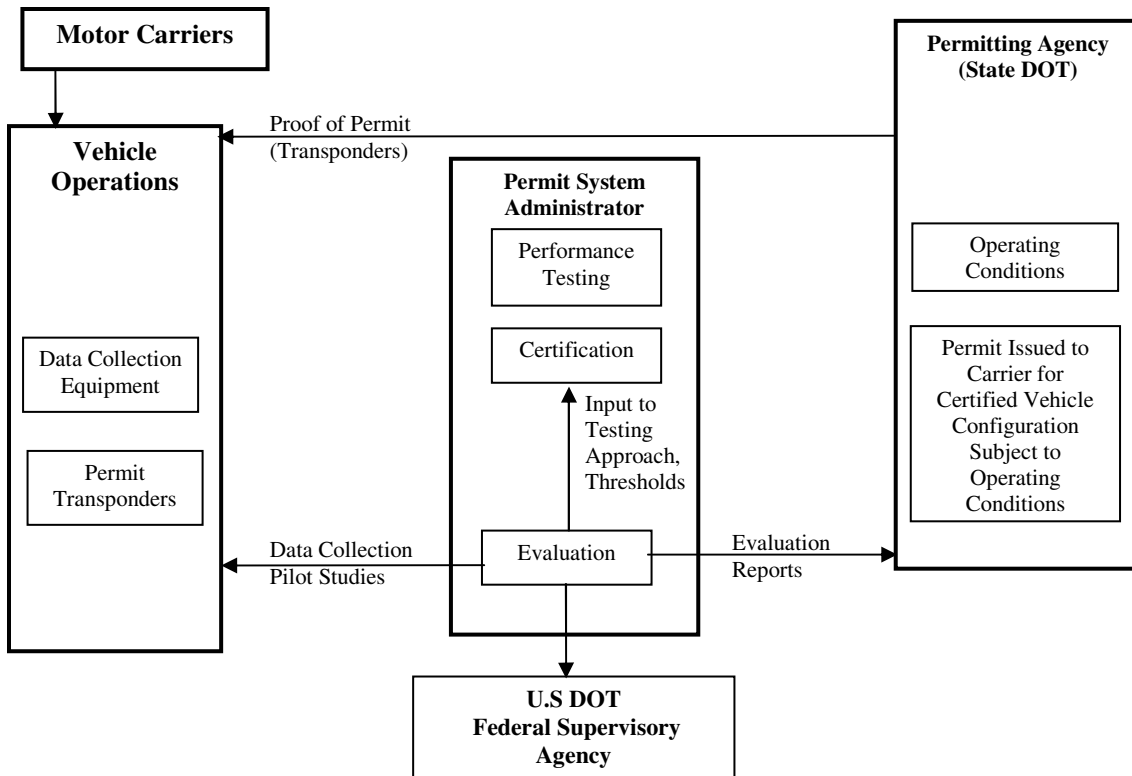 Motor Carriers
Permitting Agency
(State DOT)
Proof of Permit
(Transponders)
Vehicle
Operations
Permit System
Administrator
Performance
Testing
Operating
Conditions
Data Collection
Equipment
Certification
Permit Issued to
Carrier for
Certified Vehicle
Configuration
Subject to
Operating
Conditions
Input to
Testing
Approach,
Thresholds
Permit
Transponders
Data Collection
Pilot Studies
Evaluation
Evaluation
Reports
U.S DOT
Federal Supervisory
Agency